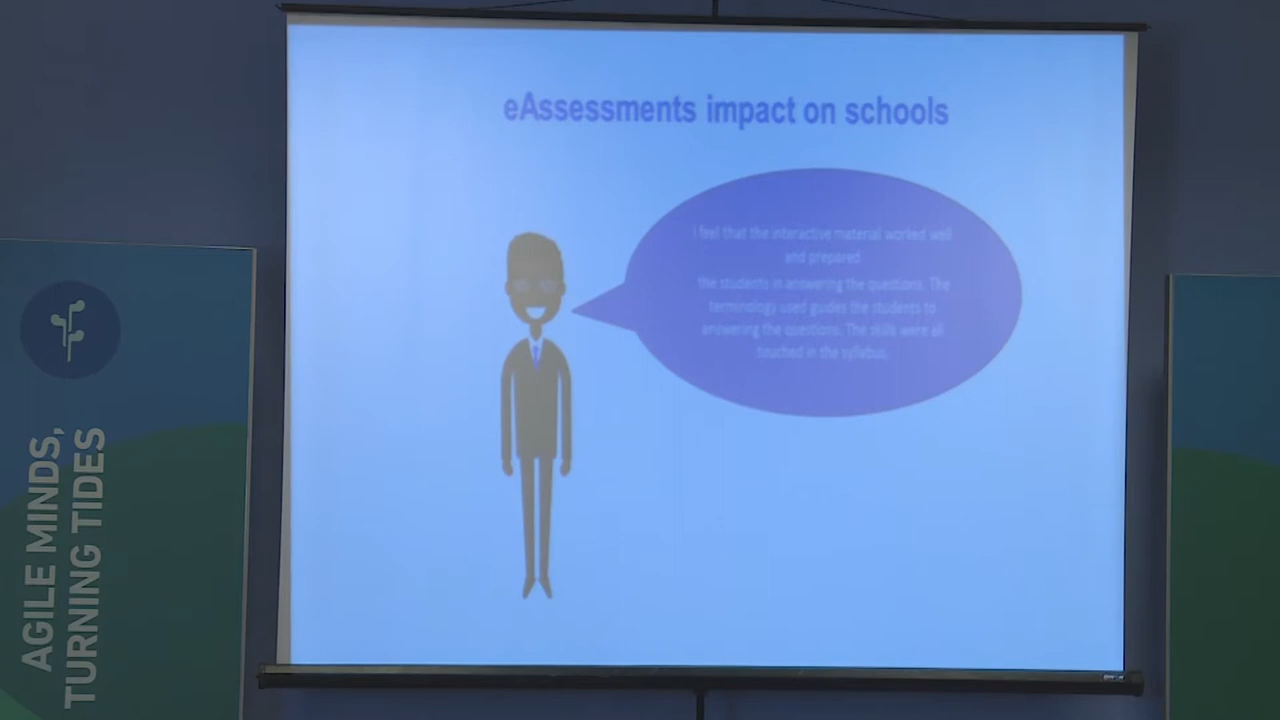 eAssessments impact on schools
I feel that the interactive material worked well
and prepared
the students in answering the questions. The
terminology used guides the students to
answering the questions. The skills were all
touched in the syllabus.
AGILE MINDS,
TURNING TIDES